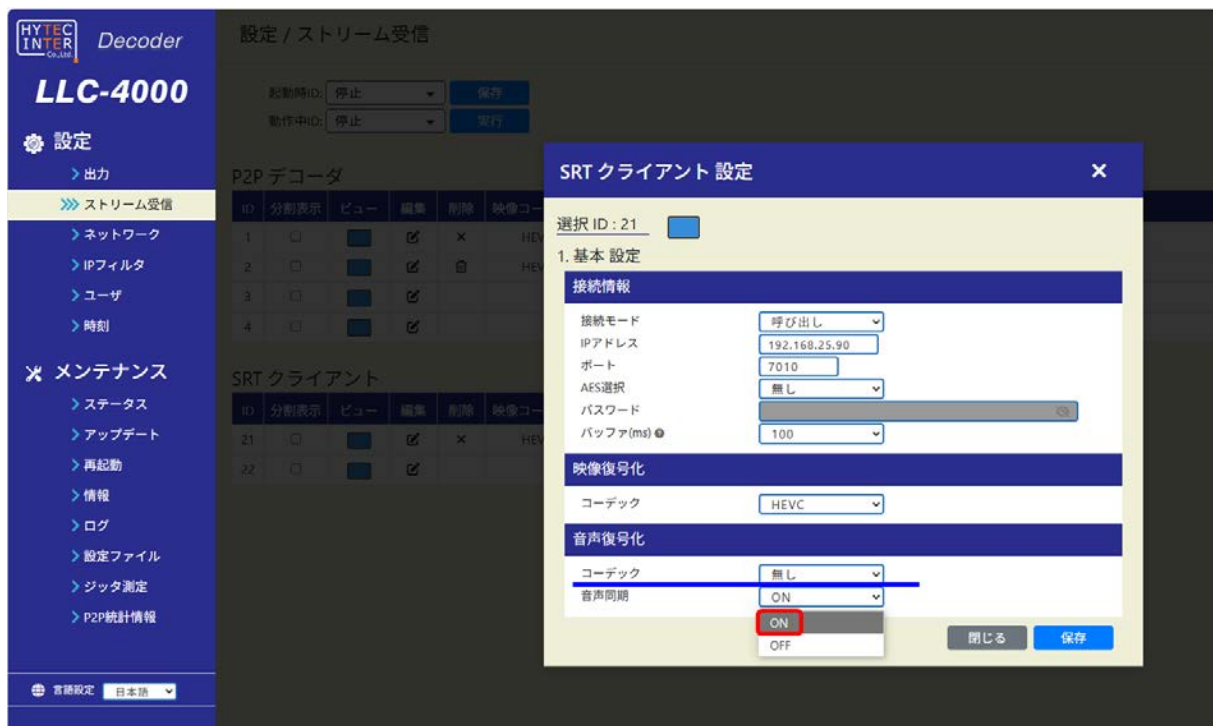 HYTEC
INTER
Co.,Ltd.
Decoder
LLC-4000
設定
出力
ストリーム受信
ネットワーク
IPフィルタ
ユーザ
時刻
メンテナンス
ステータス
アップデート
再起動
情報
ログ
設定ファイル
ジッタ測定
P2P統計情報
言語設定 日本語
設定 / ストリーム受信
起動時ID: 停止 保存
動作中ID: 停止 実行
P2P デコーダ
ID 分割表示 ビュー 編集 削除 映像コー
1 HEV
2 HEV
3
4
SRT クライアント
ID 分割表示 ビュー 編集 削除 映像コー
21 HEV
22
SRT クライアント 設定
選択 ID : 21
1. 基本 設定
接続情報
接続モード 呼び出し
IPアドレス 192.168.25.90
ポート 7010
AES選択 無し
パスワード
バッファ(ms) 100
映像復号化
コーデック HEVC
音声復号化
コーデック 無し
音声同期 ON
ON
OFF
閉じる 保存